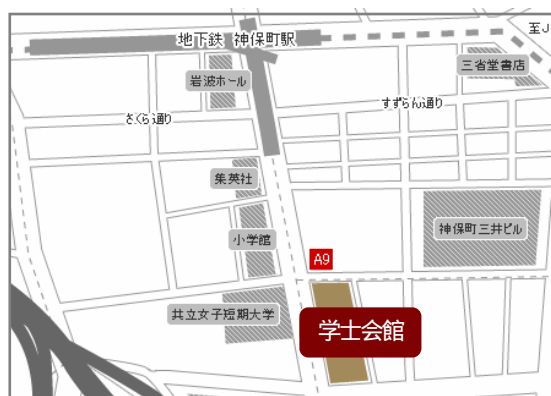 地下鉄 神保町駅
至J
三省堂書店
岩波ホール
すずらん通り
さくら通り
集英社
小学館
神保町三井ビル
A9
共立女子短期大学
学士会館